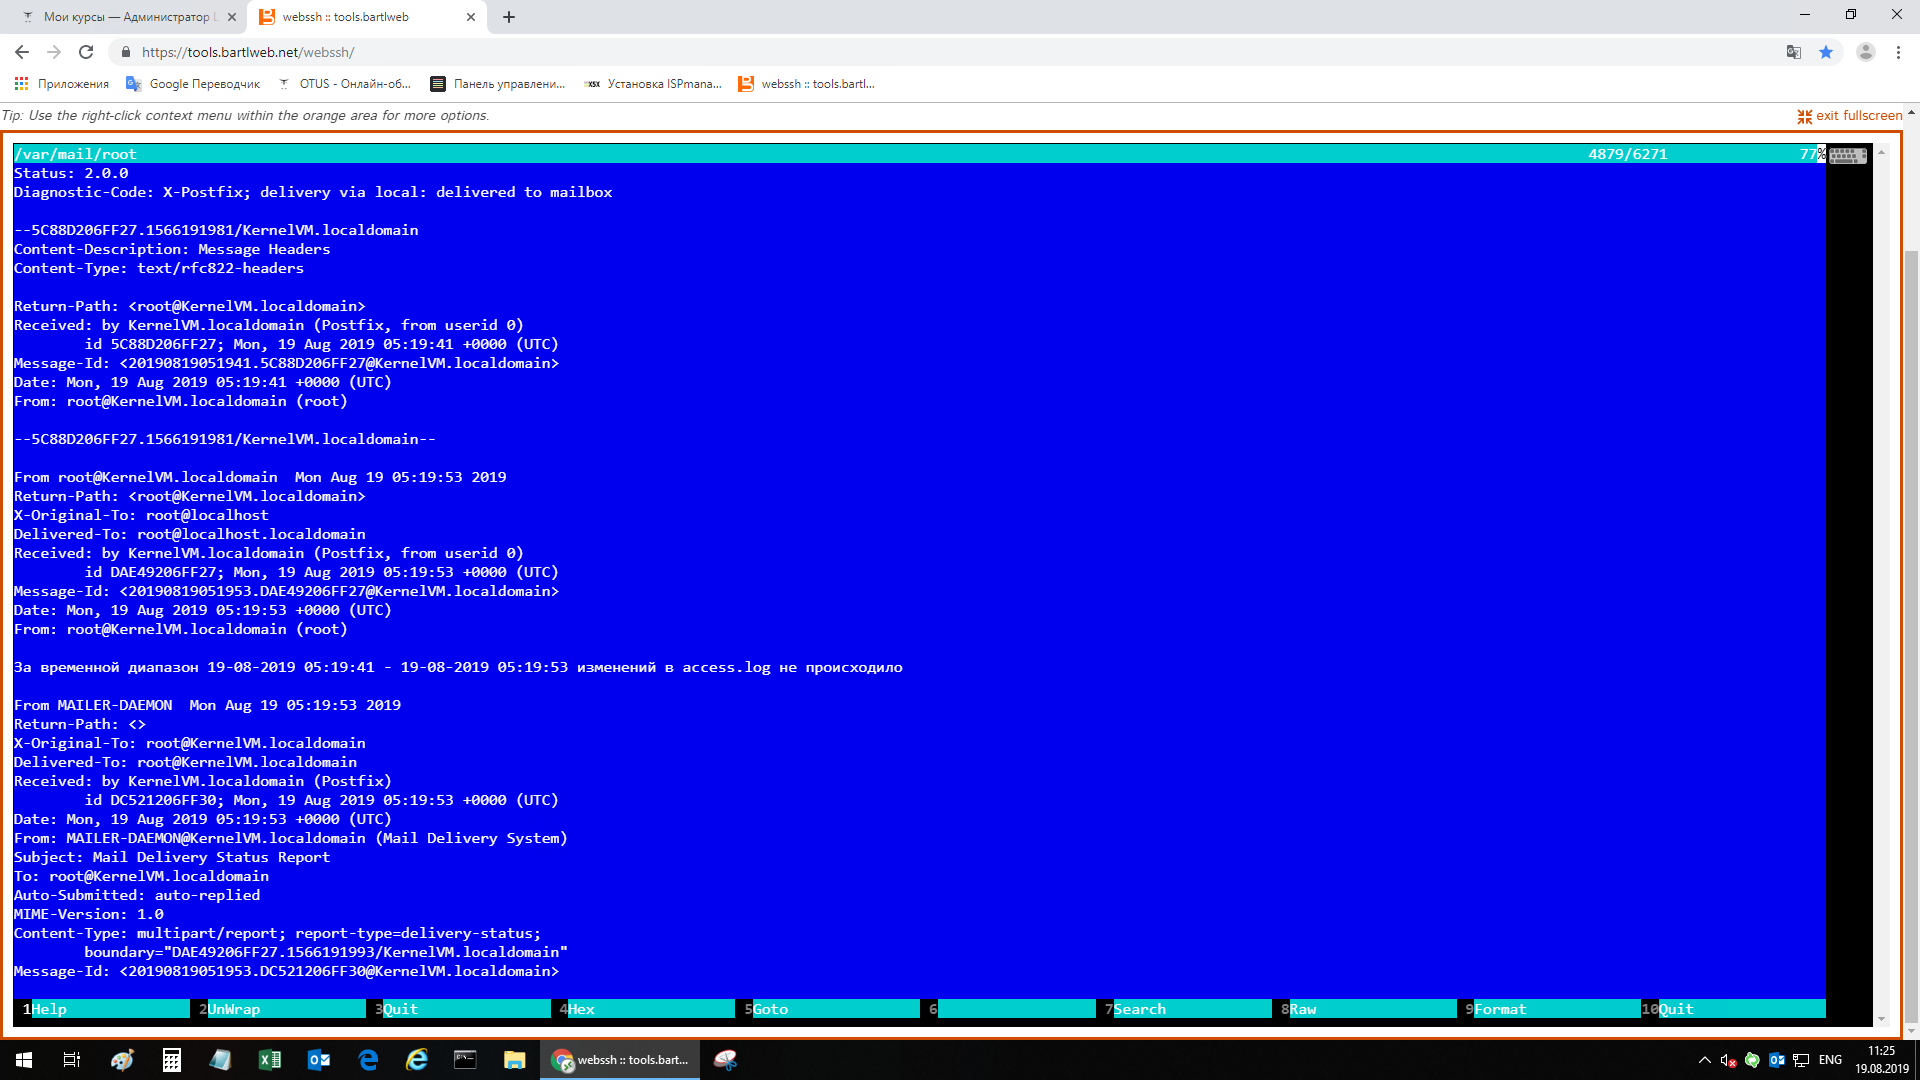 Мои курсы — Администратор L
webssh :: tools.bartlweb
https://tools.bartlweb.net/webssh/
Приложения
Google Переводчик
OTUS - Онлайн-об...
Панель управлени...
Установка ISPmana...
webssh :: tools.bartl...
Tip: Use the right-click context menu within the orange area for more options.
exit fullscreen
/var/mail/root 4879/6271 77%
Status: 2.0.0
Diagnostic-Code: X-Postfix; delivery via local: delivered to mailbox
--5C88D206FF27.1566191981/KernelVM.localdomain
Content-Description: Message Headers
Content-Type: text/rfc822-headers
Return-Path: <root@KernelVM.localdomain>
Received: by KernelVM.localdomain (Postfix, from userid 0)
id 5C88D206FF27; Mon, 19 Aug 2019 05:19:41 +0000 (UTC)
Message-Id: <20190819051941.5C88D206FF27@KernelVM.localdomain>
Date: Mon, 19 Aug 2019 05:19:41 +0000 (UTC)
From: root@KernelVM.localdomain (root)
--5C88D206FF27.1566191981/KernelVM.localdomain--
From root@KernelVM.localdomain  Mon Aug 19 05:19:53 2019
Return-Path: <root@KernelVM.localdomain>
X-Original-To: root@localhost
Delivered-To: root@localhost.localdomain
Received: by KernelVM.localdomain (Postfix, from userid 0)
id DAE49206FF27; Mon, 19 Aug 2019 05:19:53 +0000 (UTC)
Message-Id: <20190819051953.DAE49206FF27@KernelVM.localdomain>
Date: Mon, 19 Aug 2019 05:19:53 +0000 (UTC)
From: root@KernelVM.localdomain (root)
За временной диапазон 19-08-2019 05:19:41 - 19-08-2019 05:19:53 изменений в access.log не происходило
From MAILER-DAEMON  Mon Aug 19 05:19:53 2019
Return-Path: <>
X-Original-To: root@KernelVM.localdomain
Delivered-To: root@KernelVM.localdomain
Received: by KernelVM.localdomain (Postfix)
id DC521206FF30; Mon, 19 Aug 2019 05:19:53 +0000 (UTC)
Date: Mon, 19 Aug 2019 05:19:53 +0000 (UTC)
From: MAILER-DAEMON@KernelVM.localdomain (Mail Delivery System)
Subject: Mail Delivery Status Report
To: root@KernelVM.localdomain
Auto-Submitted: auto-replied
MIME-Version: 1.0
Content-Type: multipart/report; report-type=delivery-status;
boundary="DAE49206FF27.1566191993/KernelVM.localdomain"
Message-Id: <20190819051953.DC521206FF30@KernelVM.localdomain>
1Help 2UnWrap 3Quit 4Hex 5Goto 6 7Search 8Raw 9Format 10Quit
webssh :: tools.bart...
ENG
11:25
19.08.2019